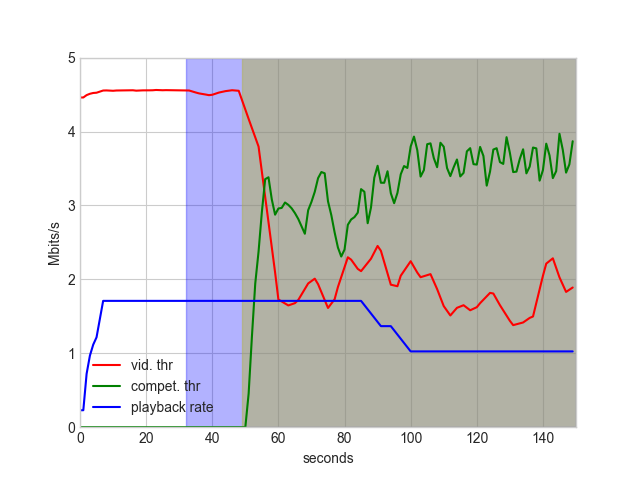 5
4
3
2
1
0
Mbits/s
vid. thr
compet. thr
playback rate
0 20 40 60 80 100 120 140
seconds